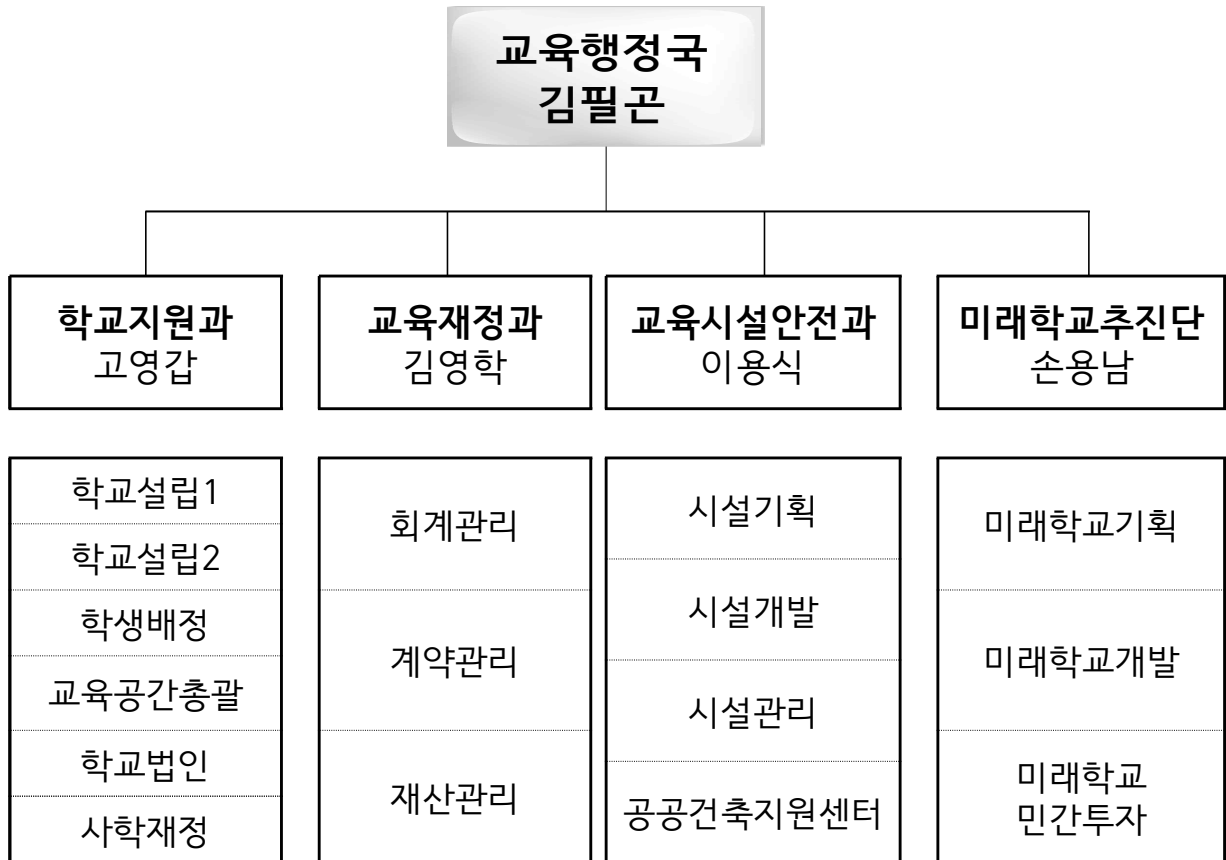 교육행정국
김필곤
학교지원과
고영갑
교육재정과
김영학
교육시설안전과
이용식
미래학교추진단
손용남
학교설립1
학교설립2
학생배정
교육공간총괄
학교법인
사학재정
회계관리
계약관리
재산관리
시설기획
시설개발
시설관리
공공건축지원센터
미래학교기획
미래학교개발
미래학교
민간투자